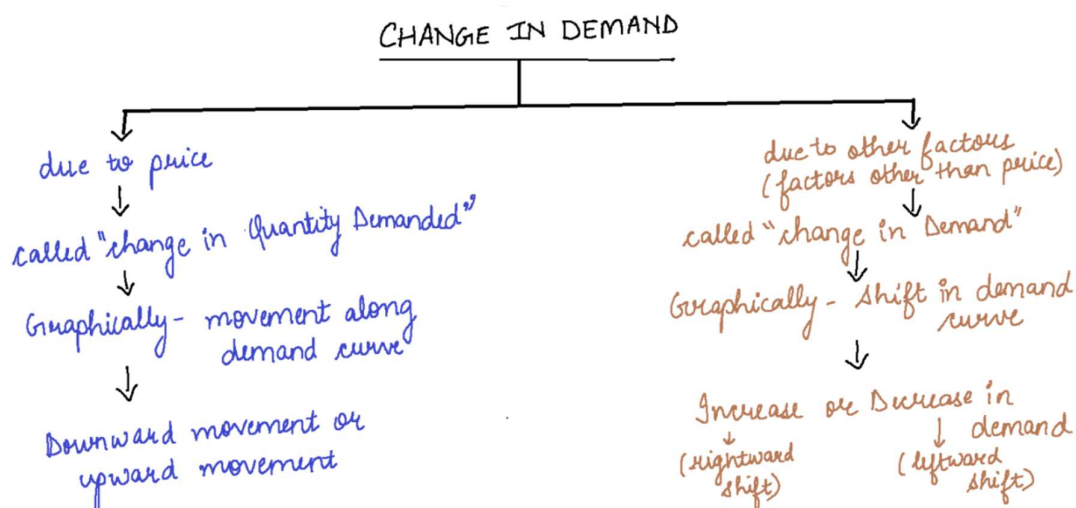 CHANGE IN DEMAND
due to price
called "change in Quantity Demanded"
Graphically - movement along
demand curve
Downward movement or
upward movement
due to other factors
(factors other than price)
called "change in Demand"
Graphically - shift in demand
curve
Increase or Decrease in
demand
(rightward
shift)
(leftward
shift)